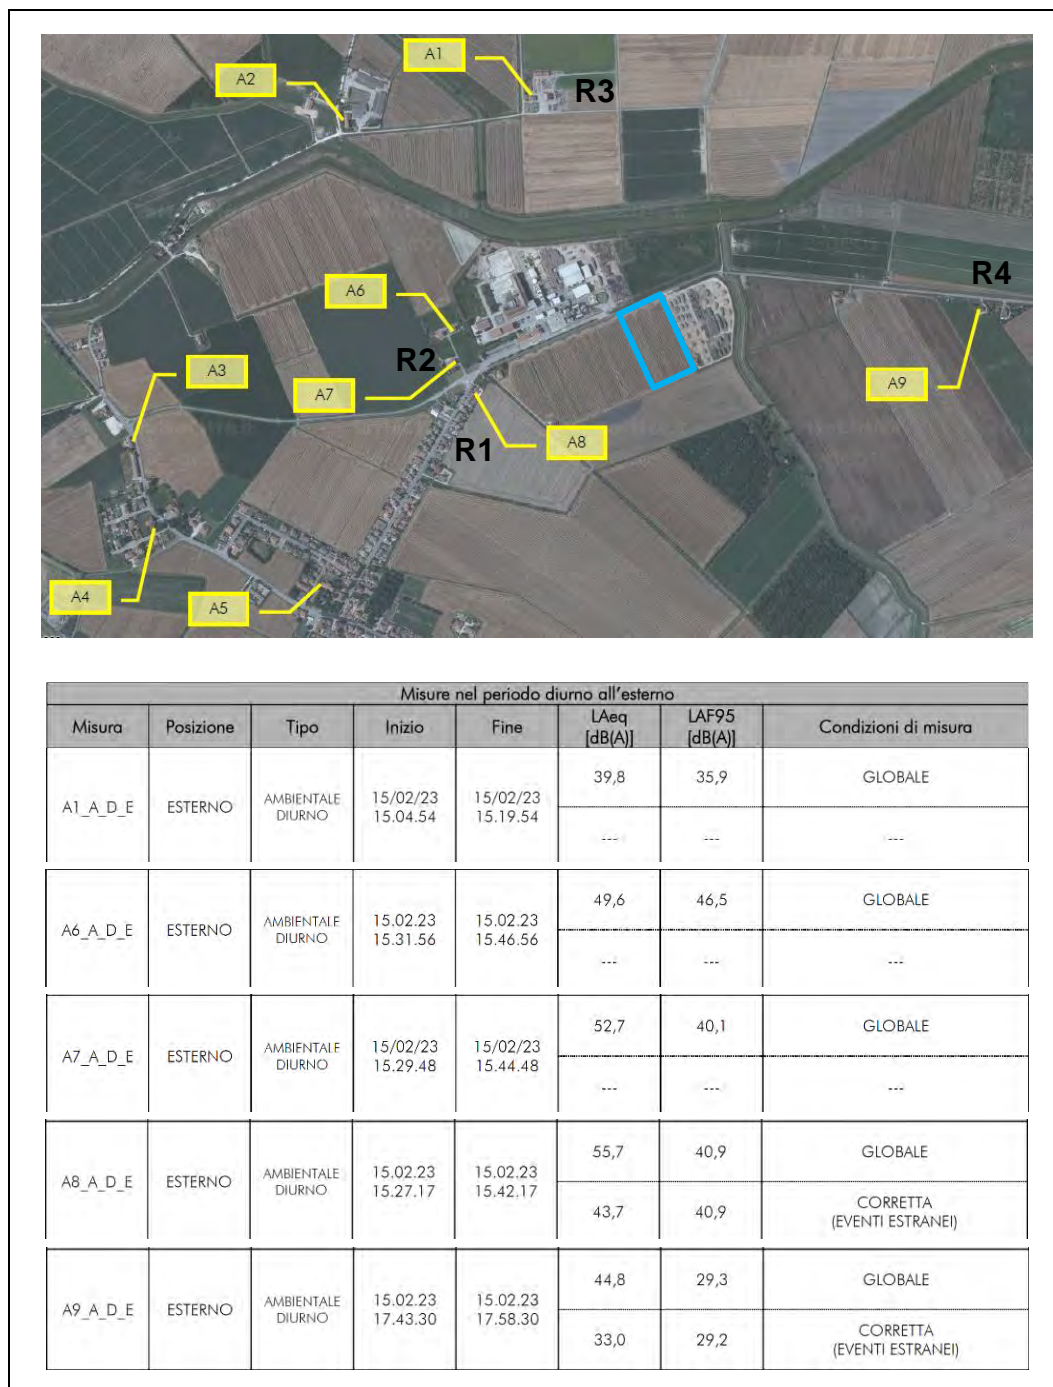 A1
R3
A2
R4
A6
R2
A3
A7
A9
R1
A8
A4
A5
Misure nel periodo diurno all'esterno
Misura Posizione Tipo Inizio Fine LAeq [dB(A)] LAF95 [dB(A)] Condizioni di misura
A1_A_D_E ESTERNO AMBIENTALE DIURNO 15/02/23 15.04.54 15/02/23 15.19.54 39,8 35,9 GLOBALE
--- --- ---
A6_A_D_E ESTERNO AMBIENTALE DIURNO 15.02.23 15.31.56 15.02.23 15.46.56 49,6 46,5 GLOBALE
--- --- ---
A7_A_D_E ESTERNO AMBIENTALE DIURNO 15/02/23 15.29.48 15/02/23 15.44.48 52,7 40,1 GLOBALE
--- --- ---
A8_A_D_E ESTERNO AMBIENTALE DIURNO 15.02.23 15.27.17 15.02.23 15.42.17 55,7 40,9 GLOBALE
43,7 40,9 CORRETTA (EVENTI ESTRANEI)
A9_A_D_E ESTERNO AMBIENTALE DIURNO 15.02.23 17.43.30 15.02.23 17.58.30 44,8 29,3 GLOBALE
33,0 29,2 CORRETTA (EVENTI ESTRANEI)